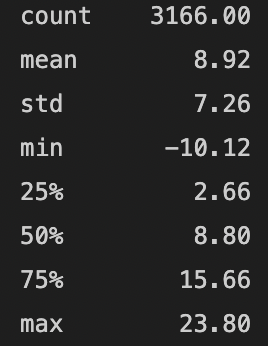 count 3166.00
mean 8.92
std 7.26
min -10.12
25% 2.66
50% 8.80
75% 15.66
max 23.80